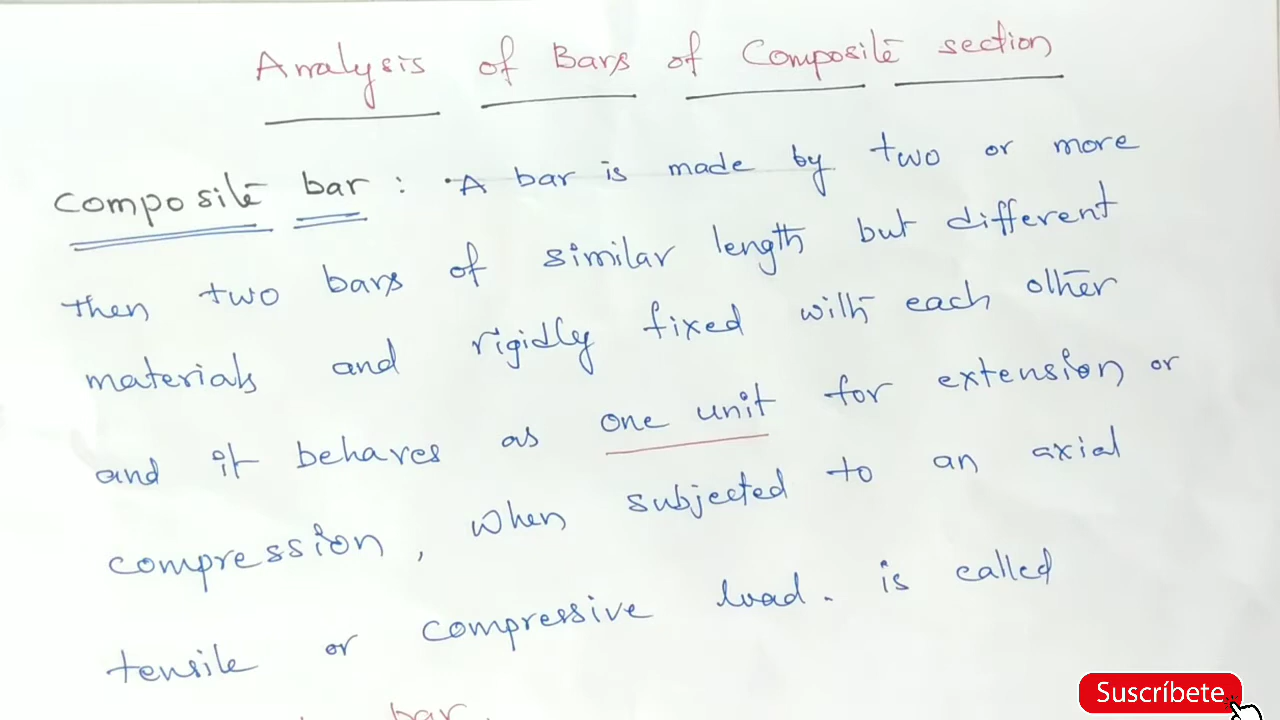 Analysis of Bars of Composite section
Composite bar : A bar is made by two or more
then two bars of similar length but different
materials and rigidly fixed with each other
and it behaves as one unit for extension or
compression, when subjected to an axial
tensile or compressive load. is called
bar.
Suscríbete